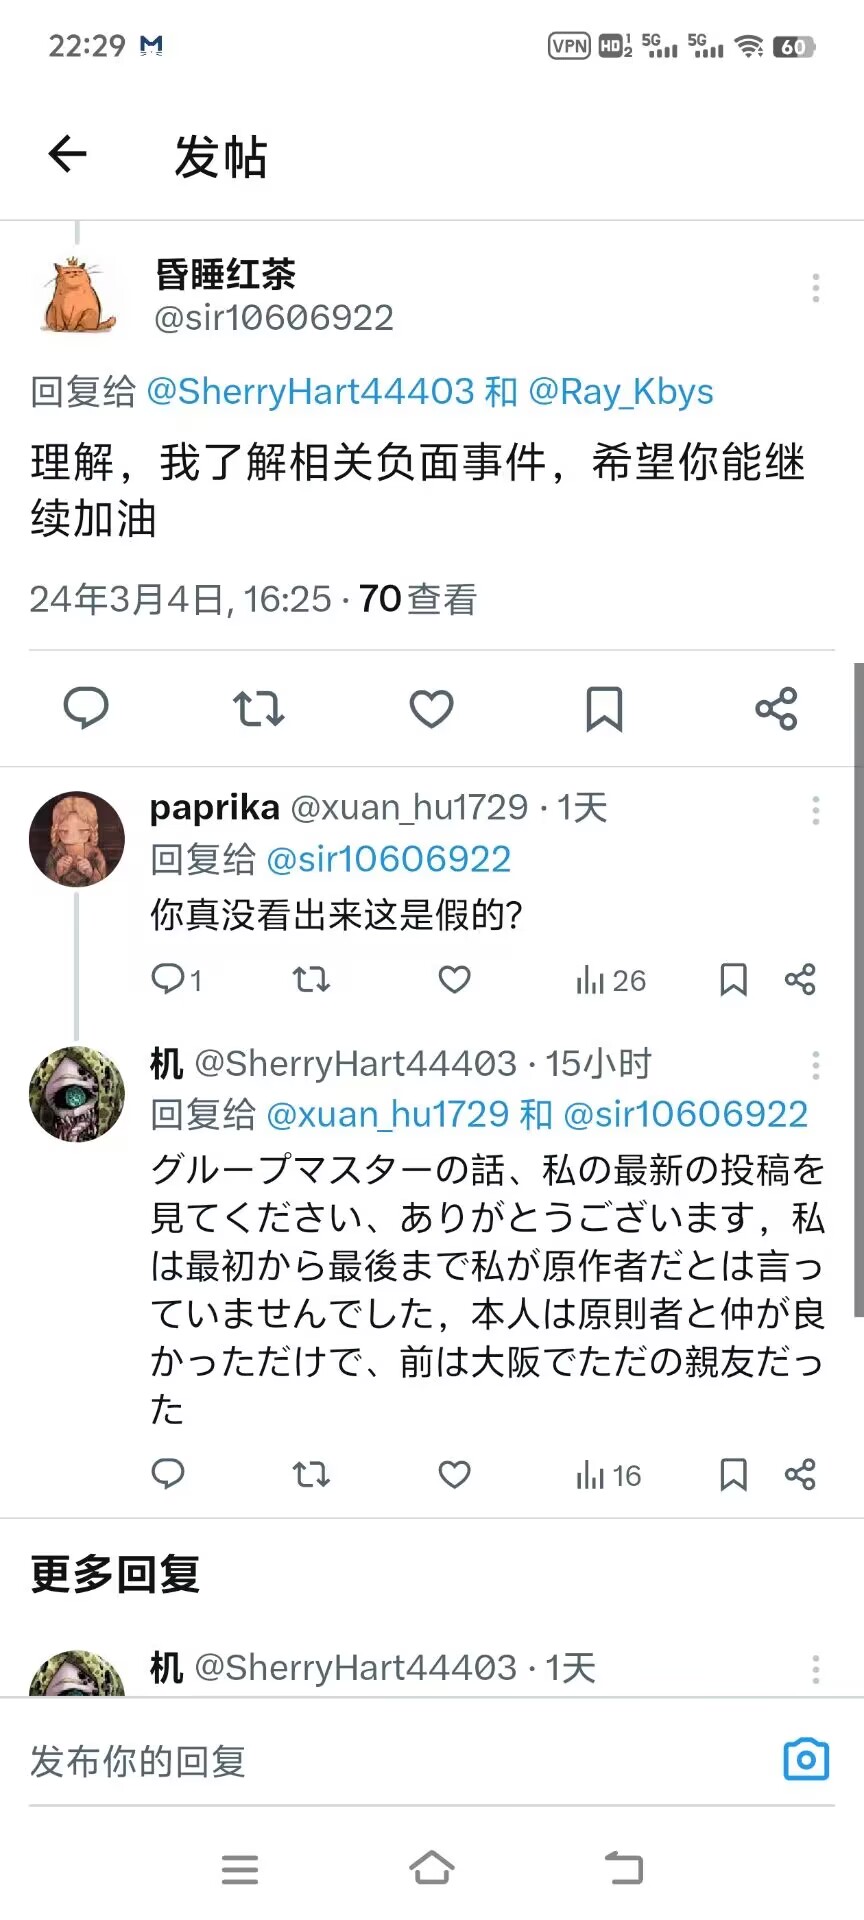 22:29
VPN HD 1 2 5G 5G 60
发帖
昏睡红茶
@sir10606922
回复给 @SherryHart44403 和 @Ray_Kbys
理解，我了解相关负面事件，希望你能继
续加油
24年3月4日, 16:25 · 70 查看
paprika @xuan_hu1729 · 1天
回复给 @sir10606922
你真没看出来这是假的？
1 26
机 @SherryHart44403 · 15小时
回复给 @xuan_hu1729 和 @sir10606922
グループマスターの話、私の最新の投稿を
見てください、ありがとうございます，私
は最初から最後まで私が原作者だとは言っ
ていませんでした，本人は原則者と仲が良
かっただけで、前は大阪でただの親友だっ
た
16
更多回复
机 @SherryHart44403 · 1天
发布你的回复